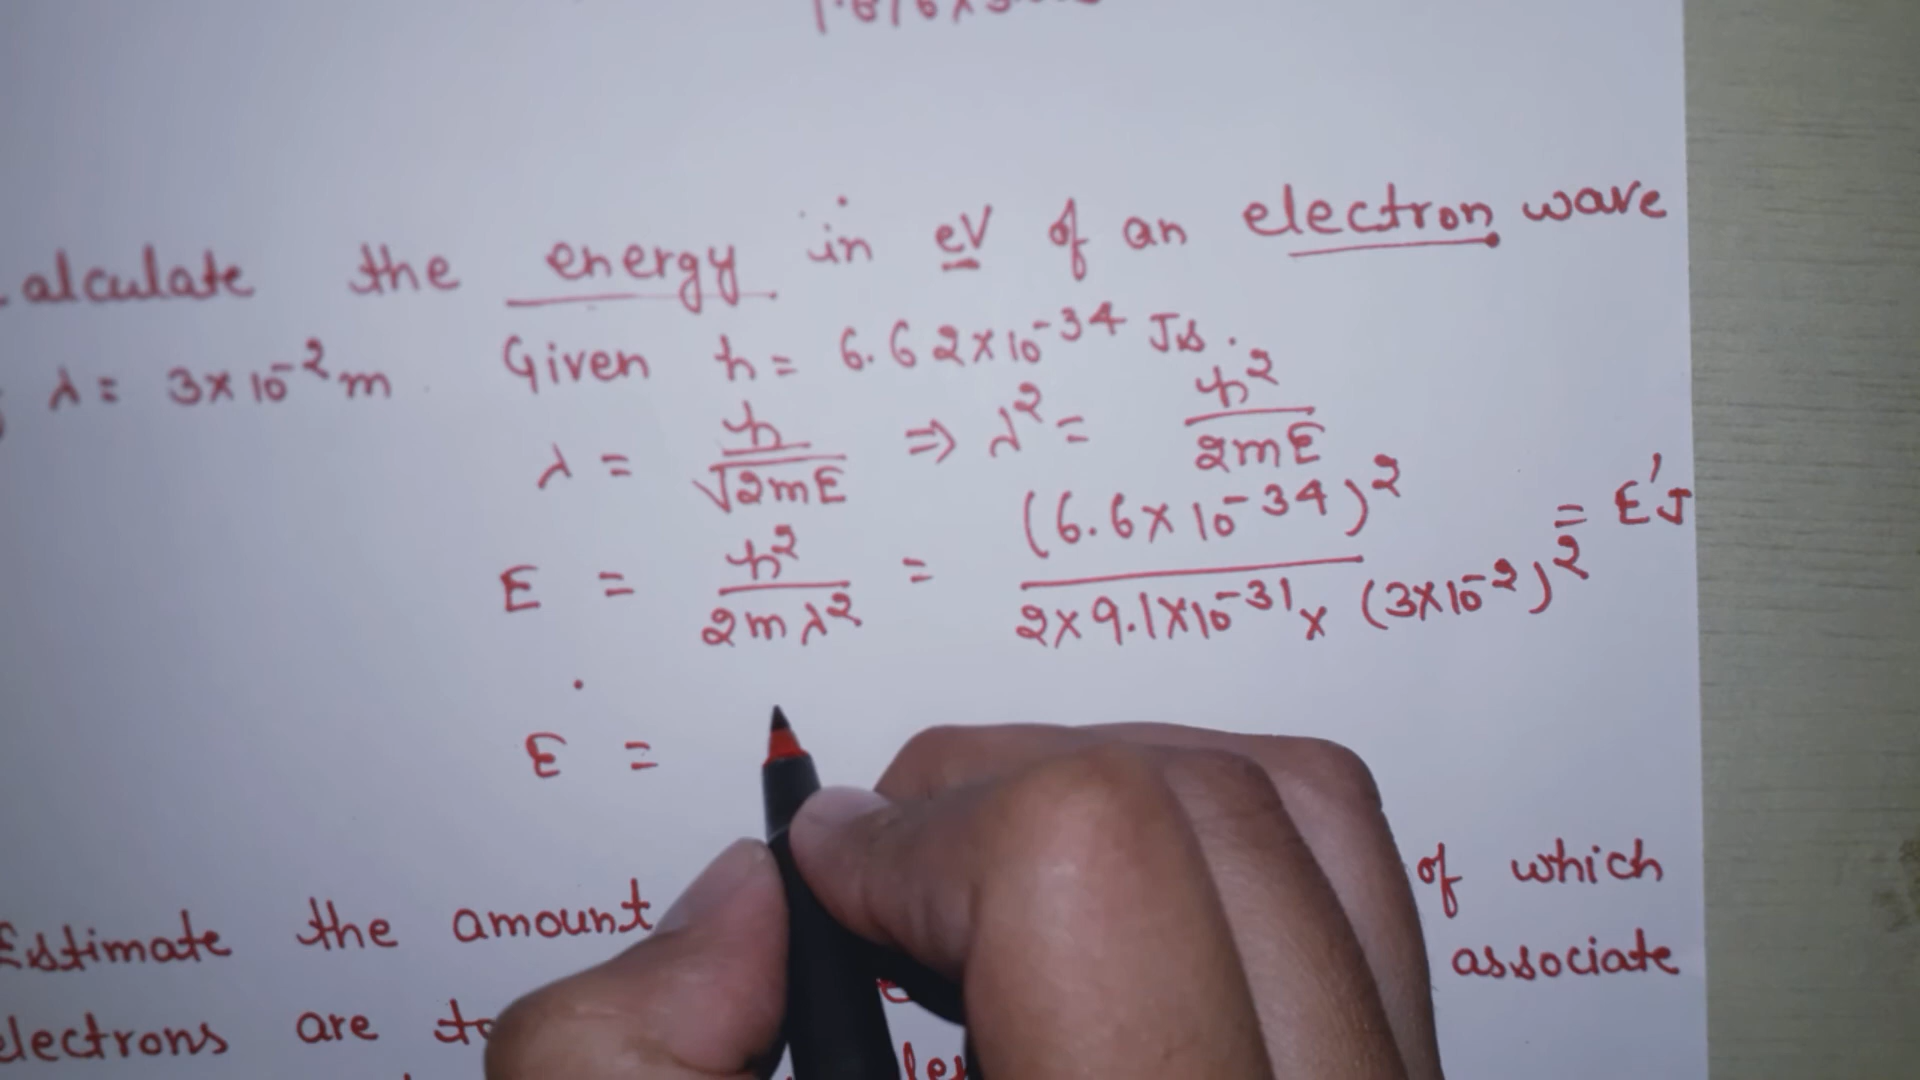 alculate the energy in eV of an electron wave
λ = 3×10⁻²m Given h = 6.62×10⁻³⁴ Js.
λ = h/√2mE ⇒ λ² = h²/2mE
E = h²/2mλ² = (6.6×10⁻³⁴)²/2×9.1×10⁻³¹×(3×10⁻²)² = E'J
E =
Estimate the amount of which
electrons are associate